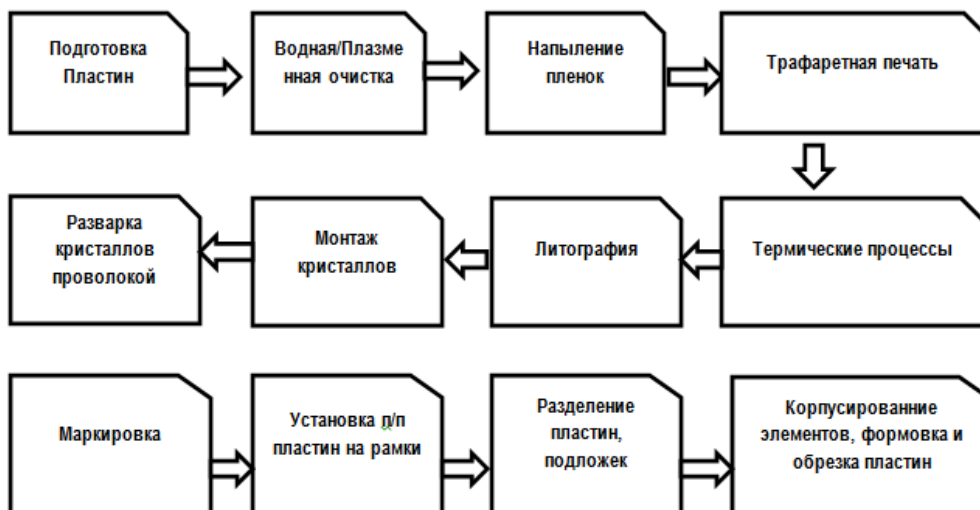 Подготовка
Пластин
Водная/Плазме
нная очистка
Напыление
пленок
Трафаретная печать
Разварка
кристаллов
проволокой
Монтаж
кристаллов
Литография
Термические процессы
Маркировка
Установка п/п
пластин на рамки
Разделение
пластин,
подложек
Корпусированние
элементов, формовка и
обрезка пластин